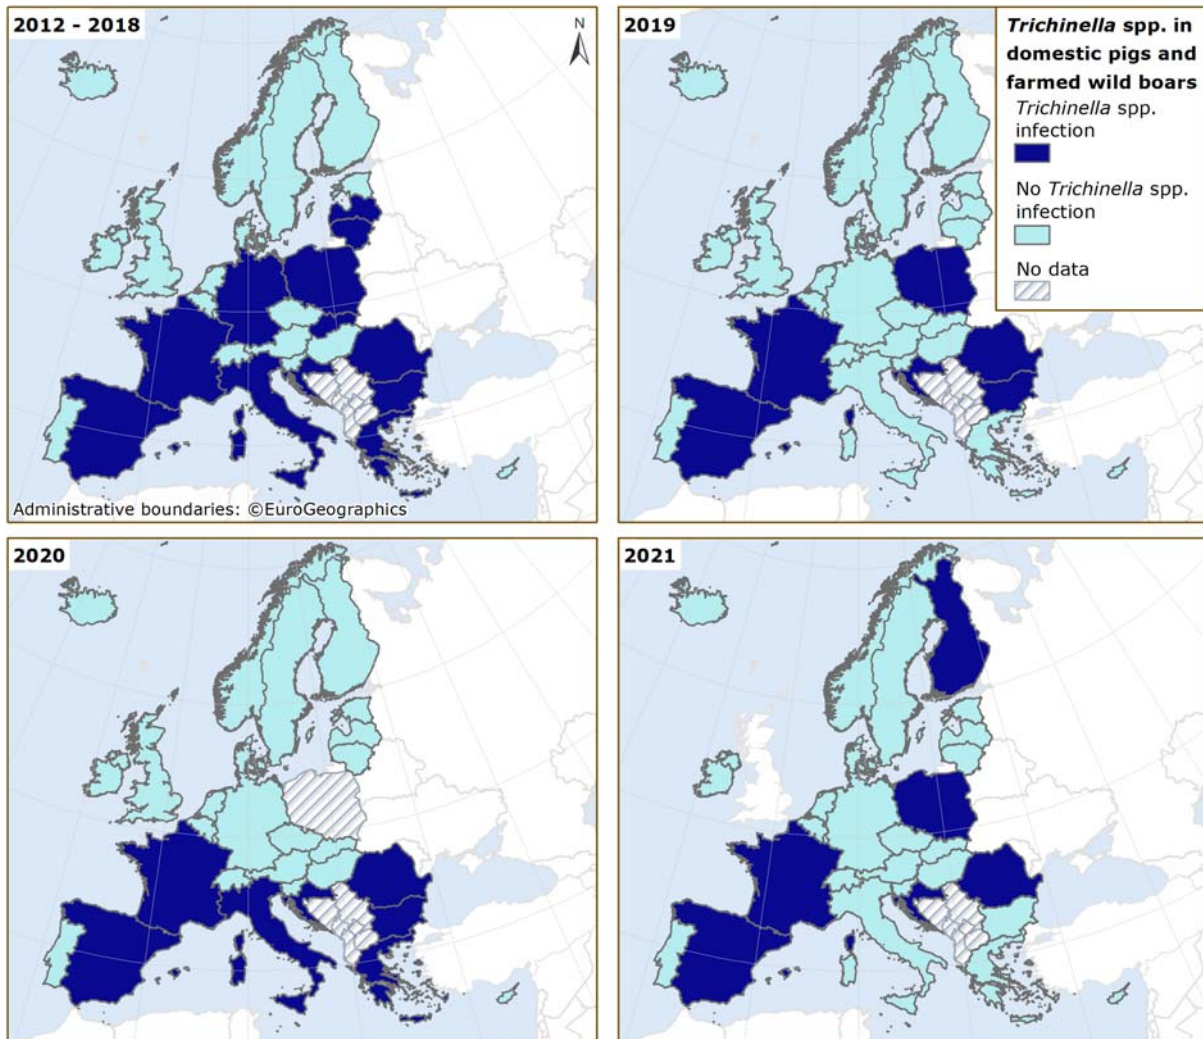 2012 - 2018
N
2019
Trichinella spp. in
domestic pigs and
farmed wild boars
Trichinella spp.
infection
No Trichinella spp.
infection
No data
Administrative boundaries: ©EuroGeographics
2020
2021